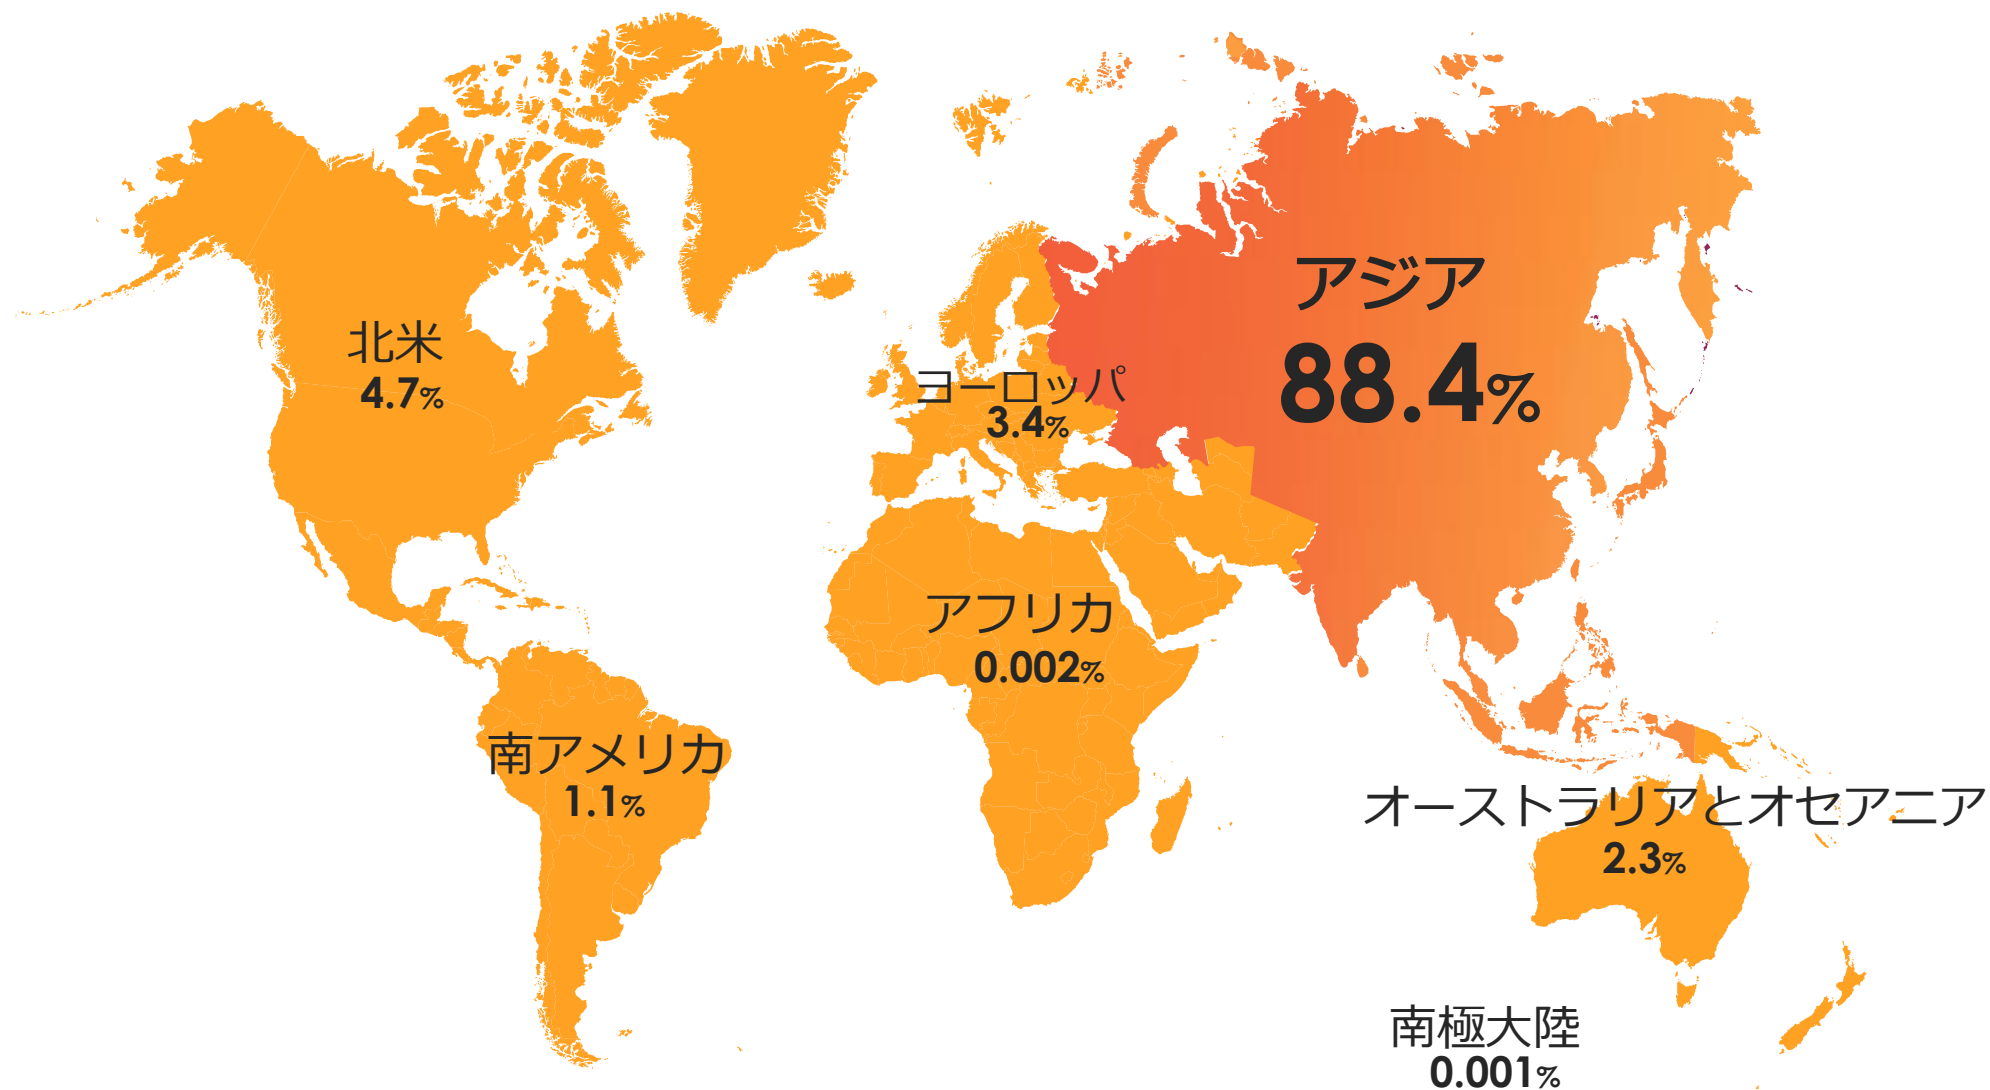 アジア
88.4%
北米
4.7%
ヨーロッパ
3.4%
アフリカ
0.002%
南アメリカ
1.1%
オーストラリアとオセアニア
2.3%
南極大陸
0.001%